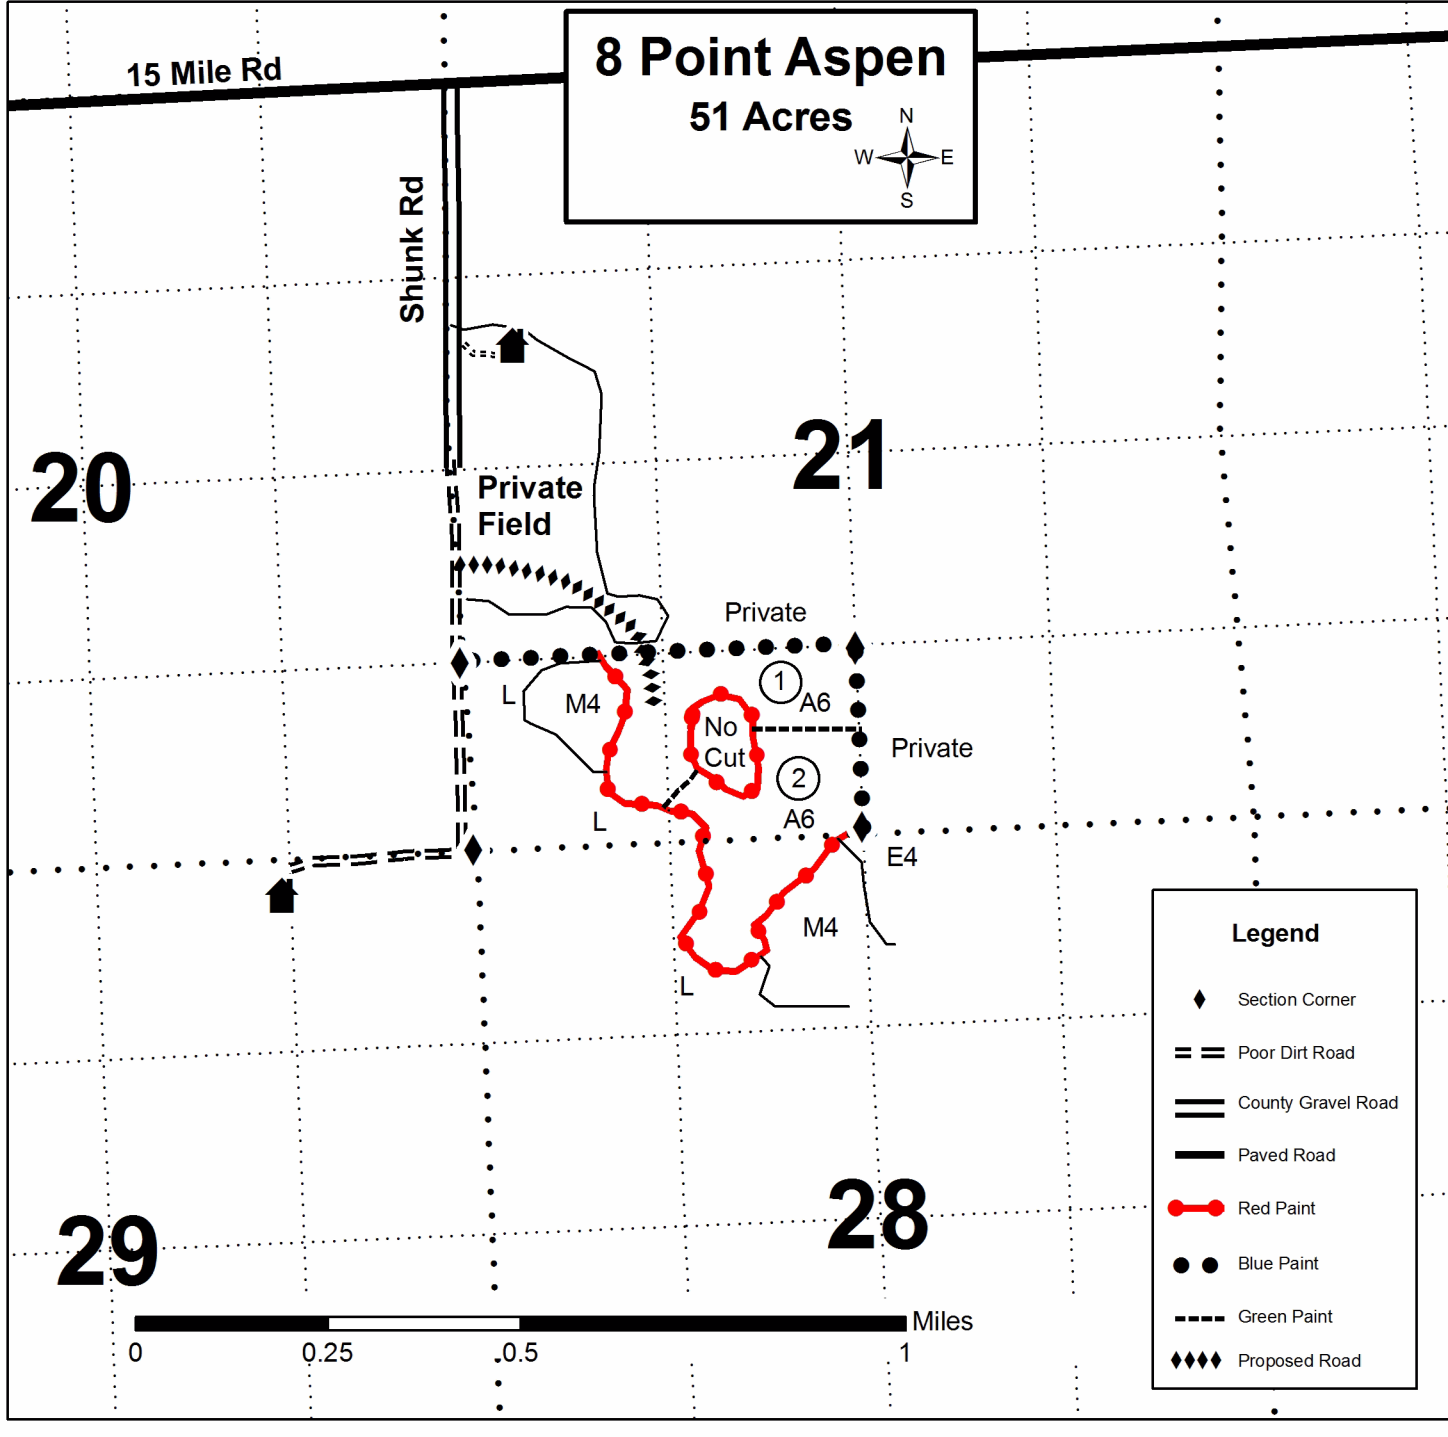 8 Point Aspen
51 Acres
N
W E
S
15 Mile Rd
Shunk Rd
21
20
Private
Field
Private
1
A6
L
M4
No
Cut
Private
2
A6
L
E4
M4
L
Legend
Section Corner
Poor Dirt Road
County Gravel Road
Paved Road
Red Paint
Blue Paint
Green Paint
Proposed Road
28
29
Miles
0 0.25 0.5 1